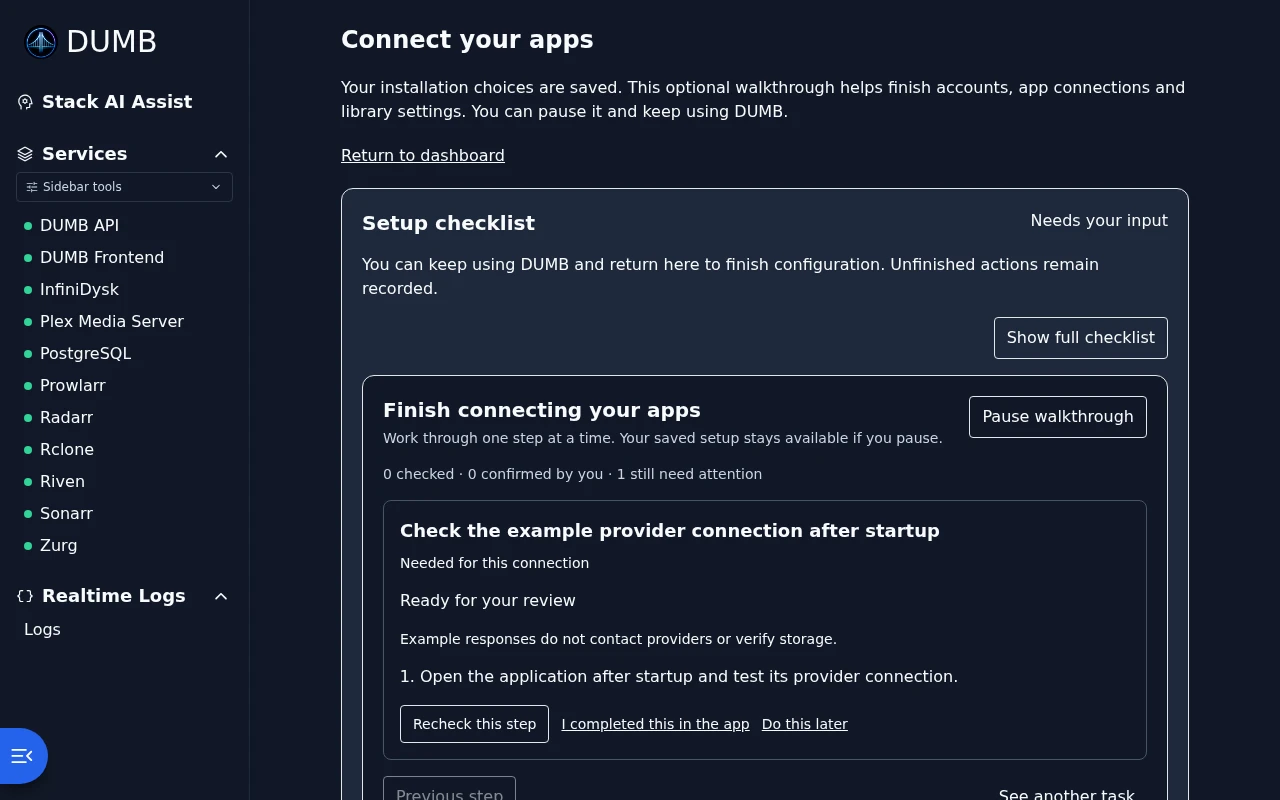 DUMB
Stack AI Assist
Services
Sidebar tools
DUMB API
DUMB Frontend
InfiniDysk
Plex Media Server
PostgreSQL
Prowlarr
Radarr
Rclone
Riven
Sonarr
Zurg
Realtime Logs
Logs
Connect your apps
Your installation choices are saved. This optional walkthrough helps finish accounts, app connections and
library settings. You can pause it and keep using DUMB.
Return to dashboard
Setup checklist
Needs your input
You can keep using DUMB and return here to finish configuration. Unfinished actions remain
recorded.
Show full checklist
Finish connecting your apps
Pause walkthrough
Work through one step at a time. Your saved setup stays available if you pause.
0 checked · 0 confirmed by you · 1 still need attention
Check the example provider connection after startup
Needed for this connection
Ready for your review
Example responses do not contact providers or verify storage.
1. Open the application after startup and test its provider connection.
Recheck this step
I completed this in the app
Do this later
Previous step
See another task